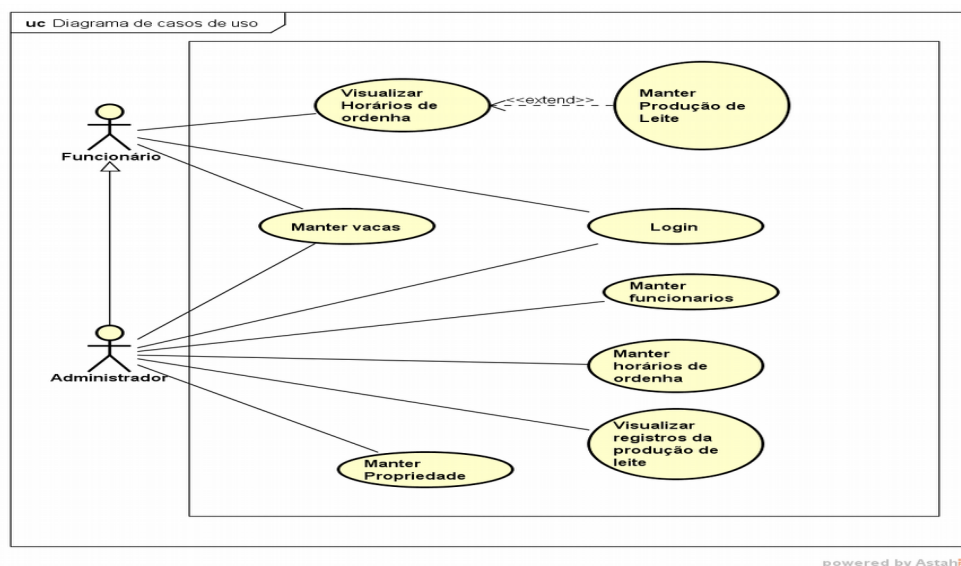 uc Diagrama de casos de uso
Visualizar
Horários de
ordenha
<<extend>>
Manter
Produção de
Leite
Funcionário
Manter vacas
Login
Manter
funcionarios
Administrador
Manter
horários de
ordenha
Visualizar
registros da
produção de
leite
Manter
Propriedade
powered by Astah